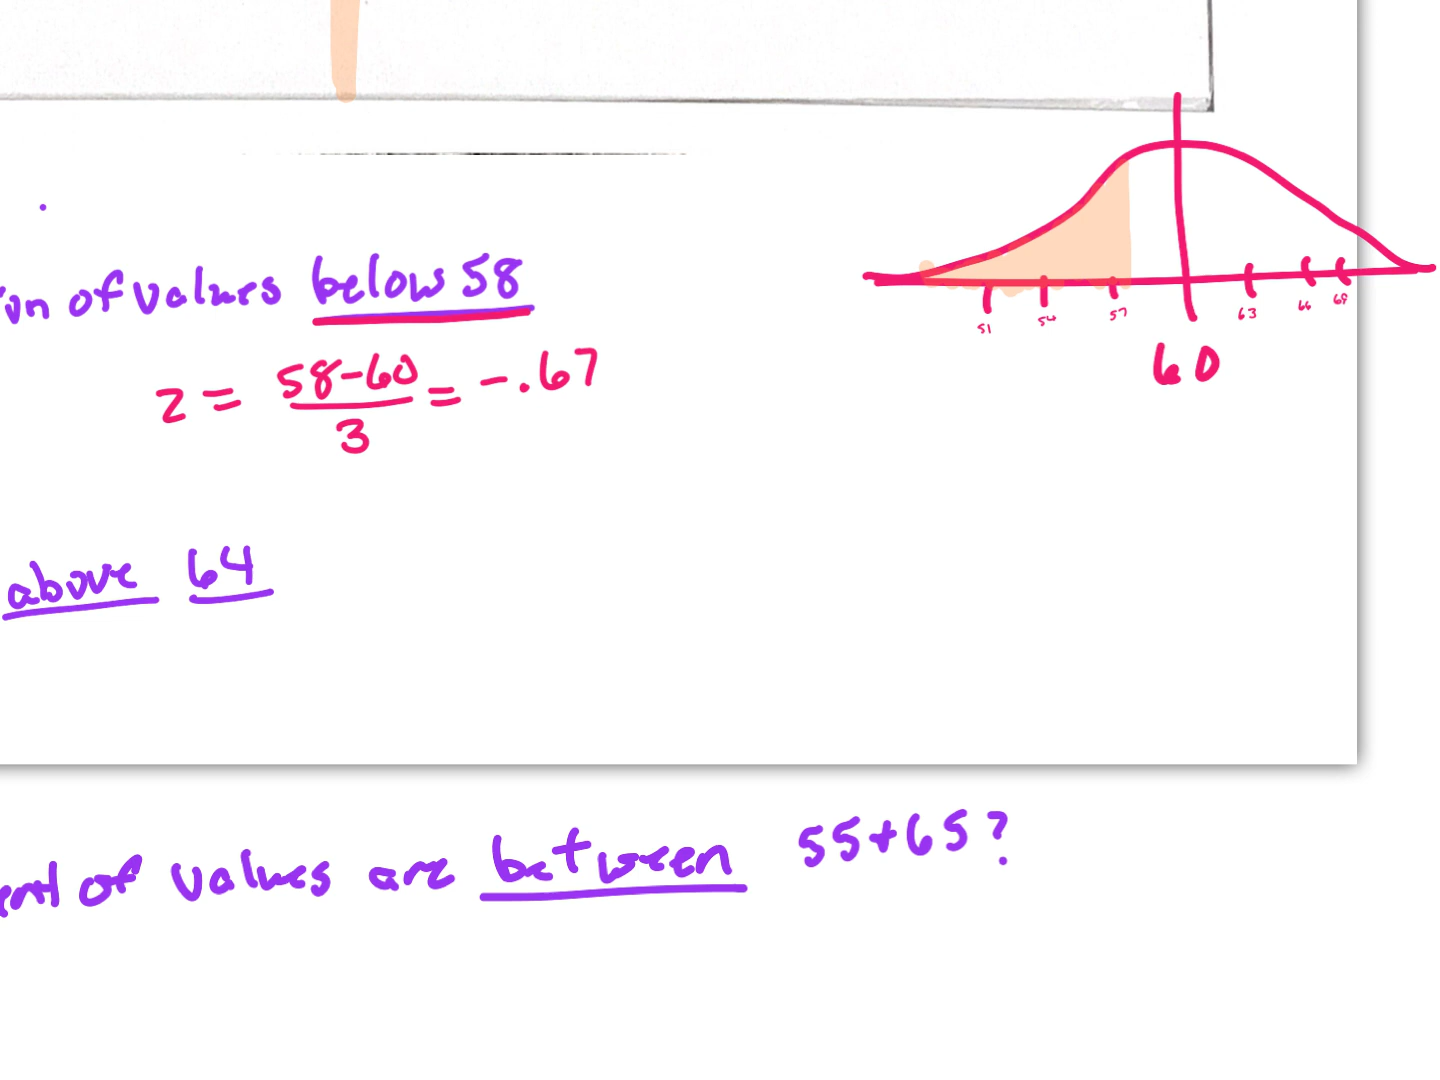 of values below 58
z = 58-60 / 3 = -.67
51 54 57 60 63 66 69
above 64
of values are between 55+65?